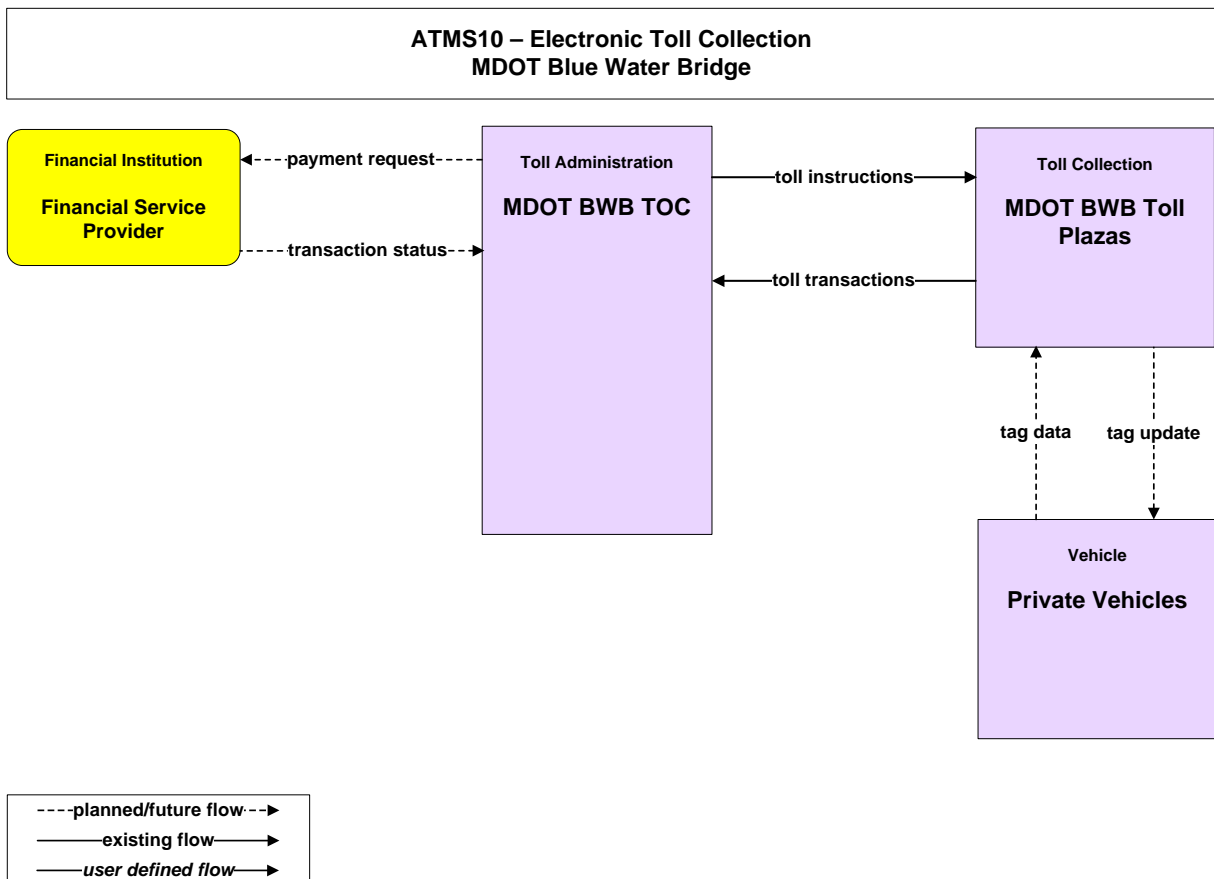 ATMS10 – Electronic Toll Collection
MDOT Blue Water Bridge
Financial Institution
Financial Service
Provider
payment request
transaction status
Toll Administration
MDOT BWB TOC
toll instructions
toll transactions
Toll Collection
MDOT BWB Toll
Plazas
tag data
tag update
Vehicle
Private Vehicles
planned/future flow
existing flow
user defined flow